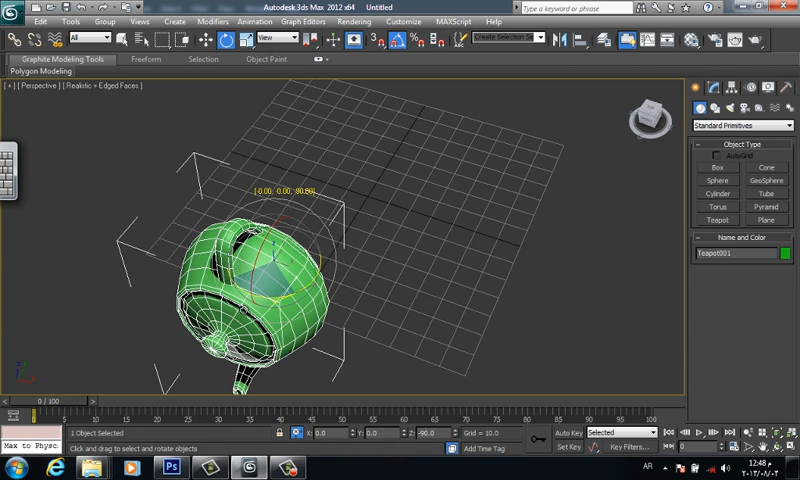 Autodesk 3ds Max 2012 x64 Untitled
Type a keyword or phrase
Edit Tools Group Views Create Modifiers Animation Graph Editors Rendering Customize MAXScript Help
All View Create Selection Se
Graphite Modeling Tools Freeform Selection Object Paint
Polygon Modeling
[ + ] [ Perspective ] [ Realistic + Edged Faces ]
[-0.00, 0.00, 90.00]
Standard Primitives
Object Type
AutoGrid
Box Cone
Sphere GeoSphere
Cylinder Tube
Torus Pyramid
Teapot Plane
Name and Color
Teapot001
0 / 100
0 5 10 15 20 25 30 35 40 45 50 55 60 65 70 75 80 85 90 95 100
1 Object Selected X: 0.0 Y: 0.0 Z: -90.0 Grid = 10.0 Auto Key Selected
Max to Physc. Click and drag to select and rotate objects Add Time Tag Set Key Key Filters... 0
Ps AR 12:48 م
٢٠١٢/٠٨/٠٢